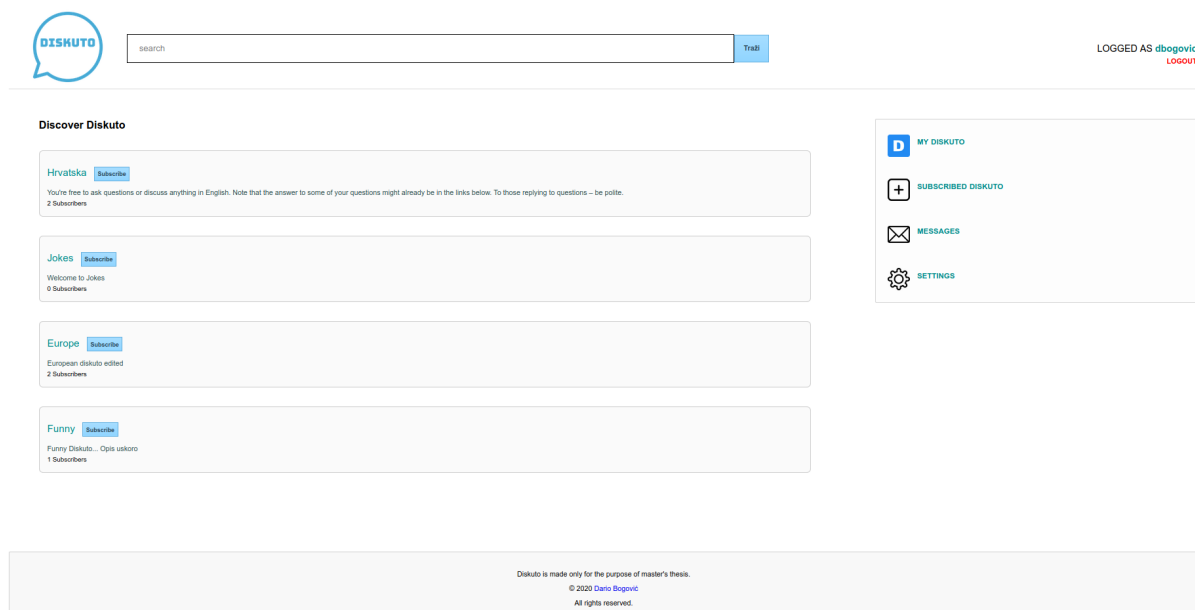 DISKUTO
search
Traži
LOGGED AS dbogovic
LOGOUT
Discover Diskuto
Hrvatska Subscribe
You're free to ask questions or discuss anything in English. Note that the answer to some of your questions might already be in the links below. To those replying to questions – be polite.
2 Subscribers
Jokes Subscribe
Welcome to Jokes
0 Subscribers
Europe Subscribe
European diskuto edited
2 Subscribers
Funny Subscribe
Funny Diskuto... Opis uskoro
1 Subscribers
D MY DISKUTO
SUBSCRIBED DISKUTO
MESSAGES
SETTINGS
Diskuto is made only for the purpose of master's thesis.
© 2020 Dario Bogović
All rights reserved.